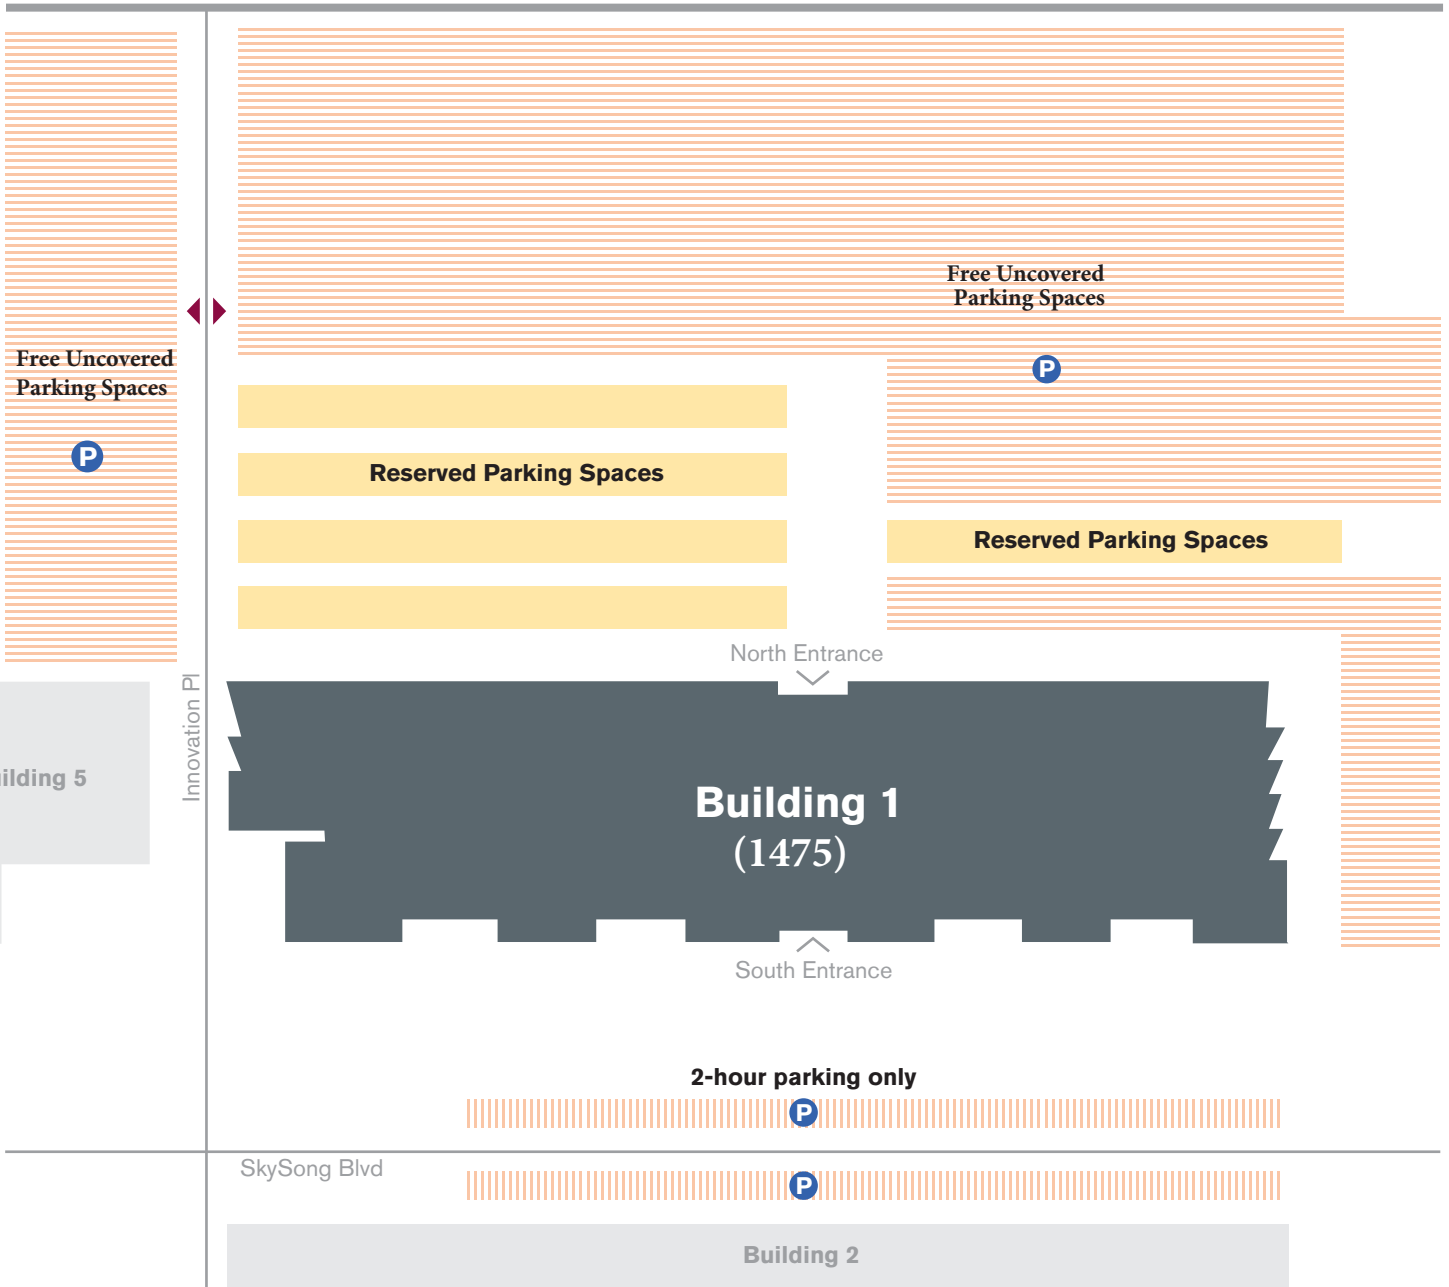 Free Uncovered
Parking Spaces
P
Free Uncovered
Parking Spaces
P
Reserved Parking Spaces
Reserved Parking Spaces
North Entrance
Innovation Pl
ilding 5
Building 1
(1475)
South Entrance
2-hour parking only
P
SkySong Blvd
P
Building 2